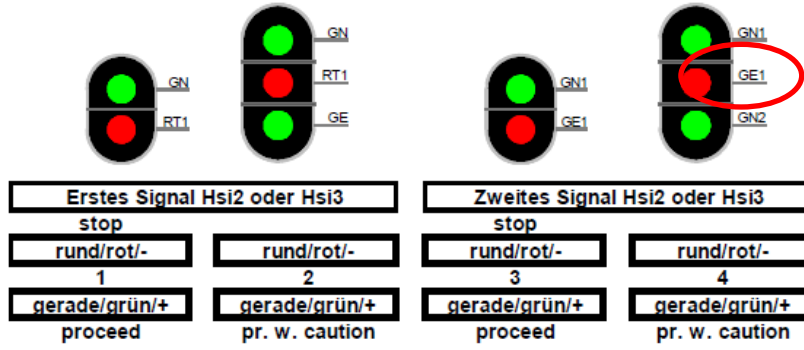 GN
RT1
GN
RT1
GE
GN1
GE1
GN1
GE1
GN2
Erstes Signal Hsi2 oder Hsi3 Zweites Signal Hsi2 oder Hsi3
stop stop
rund/rot/- rund/rot/- rund/rot/- rund/rot/-
1 2 3 4
gerade/grün/+ gerade/grün/+ gerade/grün/+ gerade/grün/+
proceed pr. w. caution proceed pr. w. caution